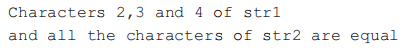 Characters 2,3 and 4 of str1
and all the characters of str2 are equal